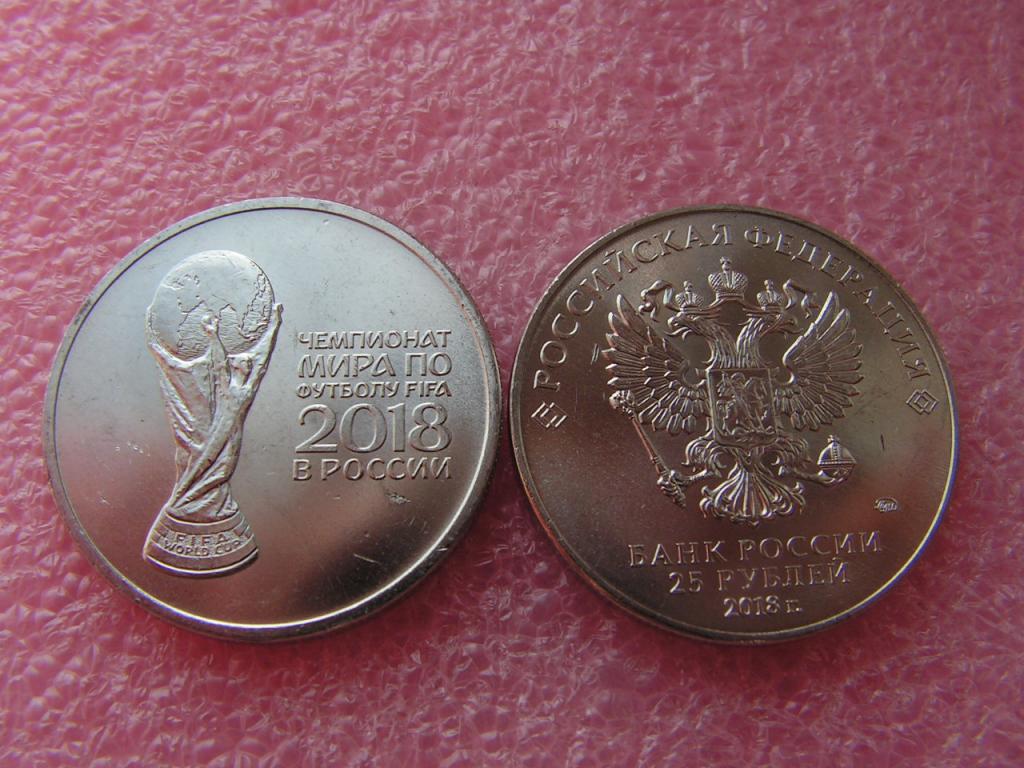 ЧЕМПИОНАТ
МИРА ПО
ФУТБОЛУ FIFA
2018
В РОССИИ
FIFA
WORLD CUP
РОССИЙСКАЯ ФЕДЕРАЦИЯ
БАНК РОССИИ
25 РУБЛЕЙ
2018 г.